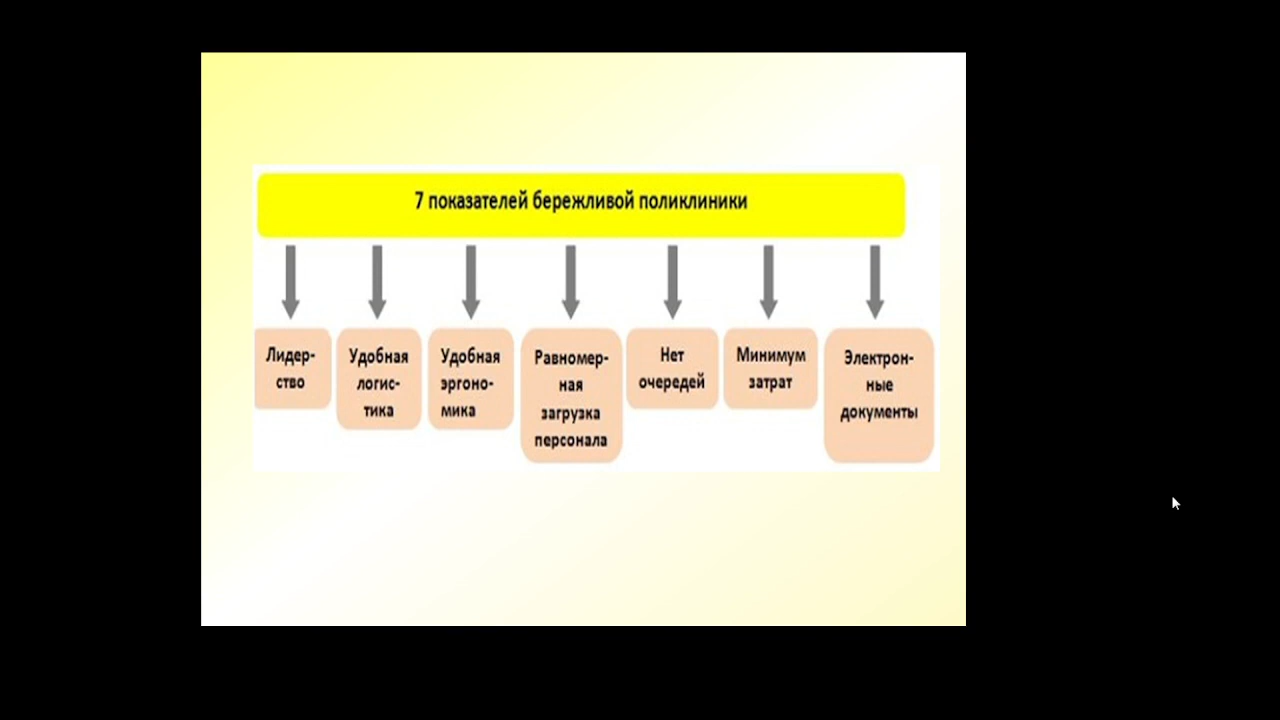 7 показателей бережливой поликлиники
Лидер-
ство
Удобная
логис-
тика
Удобная
эргоно-
мика
Равномер-
ная
загрузка
персонала
Нет
очередей
Минимум
затрат
Электрон-
ные
документы